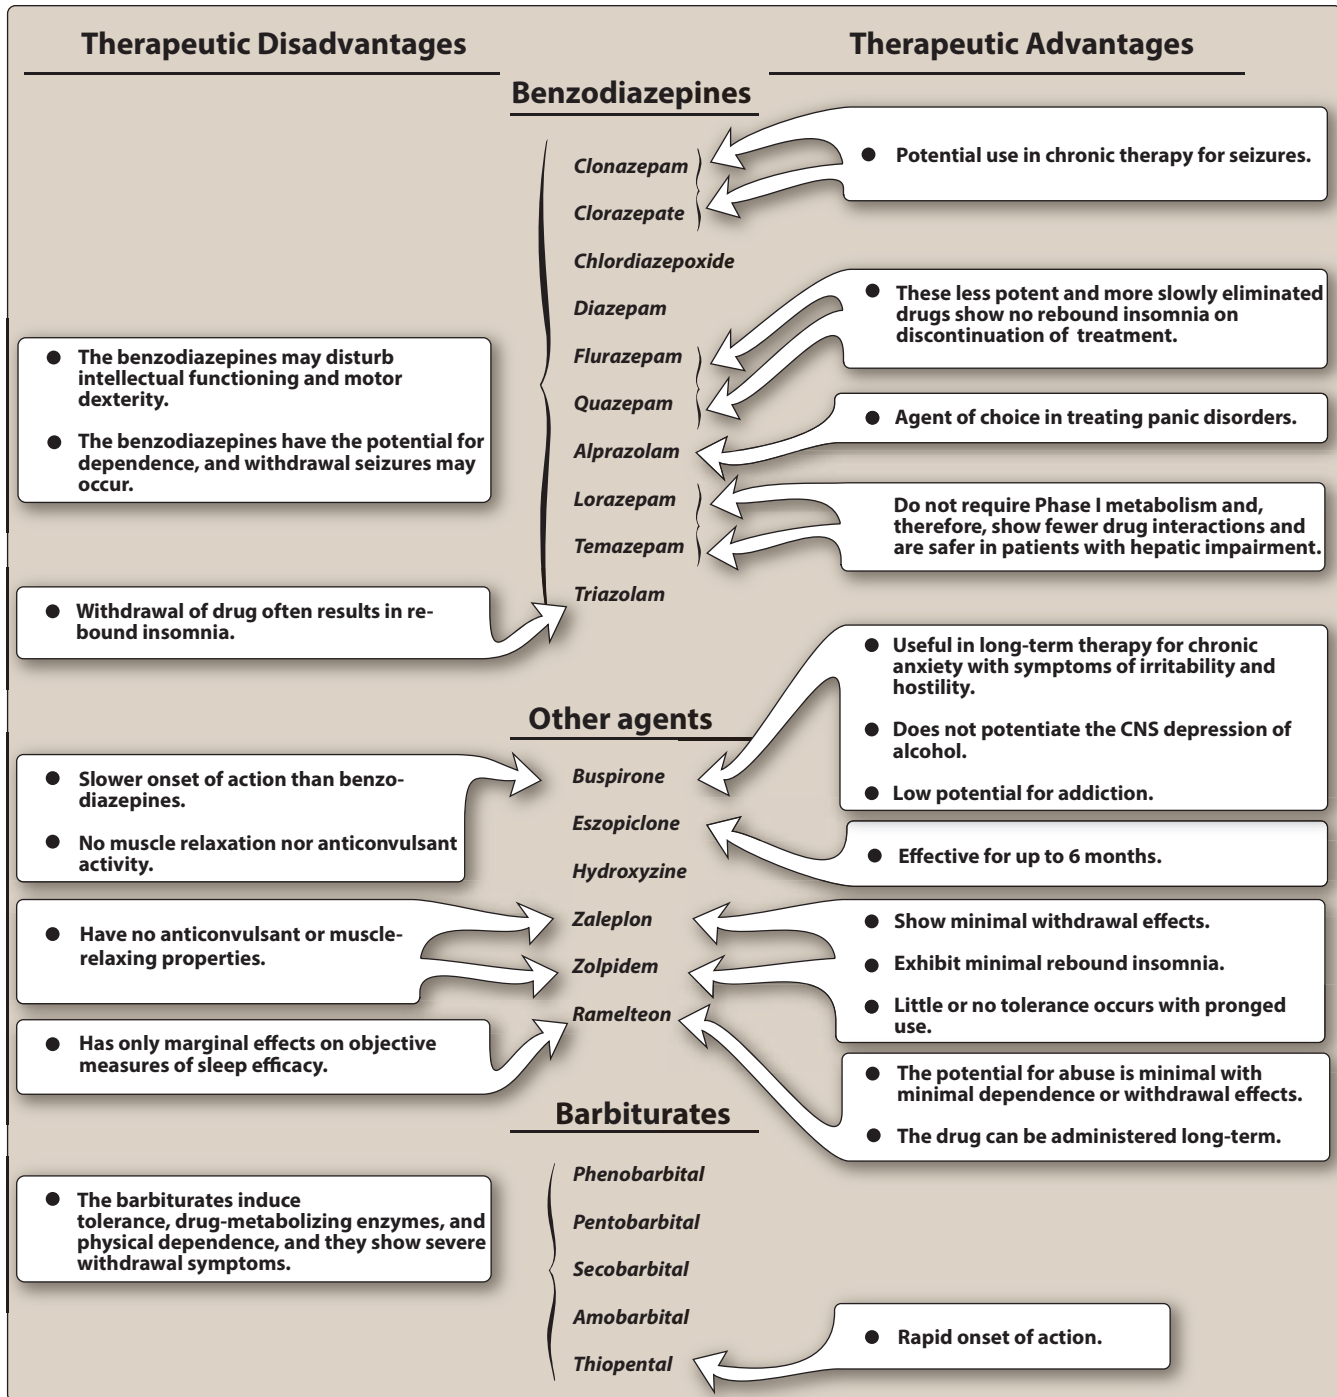 Therapeutic Disadvantages
Therapeutic Advantages
Benzodiazepines
Clonazepam
Clorazepate
Chlordiazepoxide
Diazepam
Flurazepam
Quazepam
Alprazolam
Lorazepam
Temazepam
Triazolam
● Potential use in chronic therapy for seizures.
● These less potent and more slowly eliminated
drugs show no rebound insomnia on
discontinuation of treatment.
● Agent of choice in treating panic disorders.
Do not require Phase I metabolism and,
therefore, show fewer drug interactions and
are safer in patients with hepatic impairment.
● The benzodiazepines may disturb
intellectual functioning and motor
dexterity.
● The benzodiazepines have the potential for
dependence, and withdrawal seizures may
occur.
● Withdrawal of drug often results in re-
bound insomnia.
Other agents
Buspirone
Eszopiclone
Hydroxyzine
Zaleplon
Zolpidem
Ramelteon
● Useful in long-term therapy for chronic
anxiety with symptoms of irritability and
hostility.
● Does not potentiate the CNS depression of
alcohol.
● Low potential for addiction.
● Effective for up to 6 months.
● Show minimal withdrawal effects.
● Exhibit minimal rebound insomnia.
● Little or no tolerance occurs with pronged
use.
● The potential for abuse is minimal with
minimal dependence or withdrawal effects.
● The drug can be administered long-term.
● Slower onset of action than benzo-
diazepines.
● No muscle relaxation nor anticonvulsant
activity.
● Have no anticonvulsant or muscle-
relaxing properties.
● Has only marginal effects on objective
measures of sleep efficacy.
Barbiturates
Phenobarbital
Pentobarbital
Secobarbital
Amobarbital
Thiopental
● The barbiturates induce
tolerance, drug-metabolizing enzymes, and
physical dependence, and they show severe
withdrawal symptoms.
● Rapid onset of action.